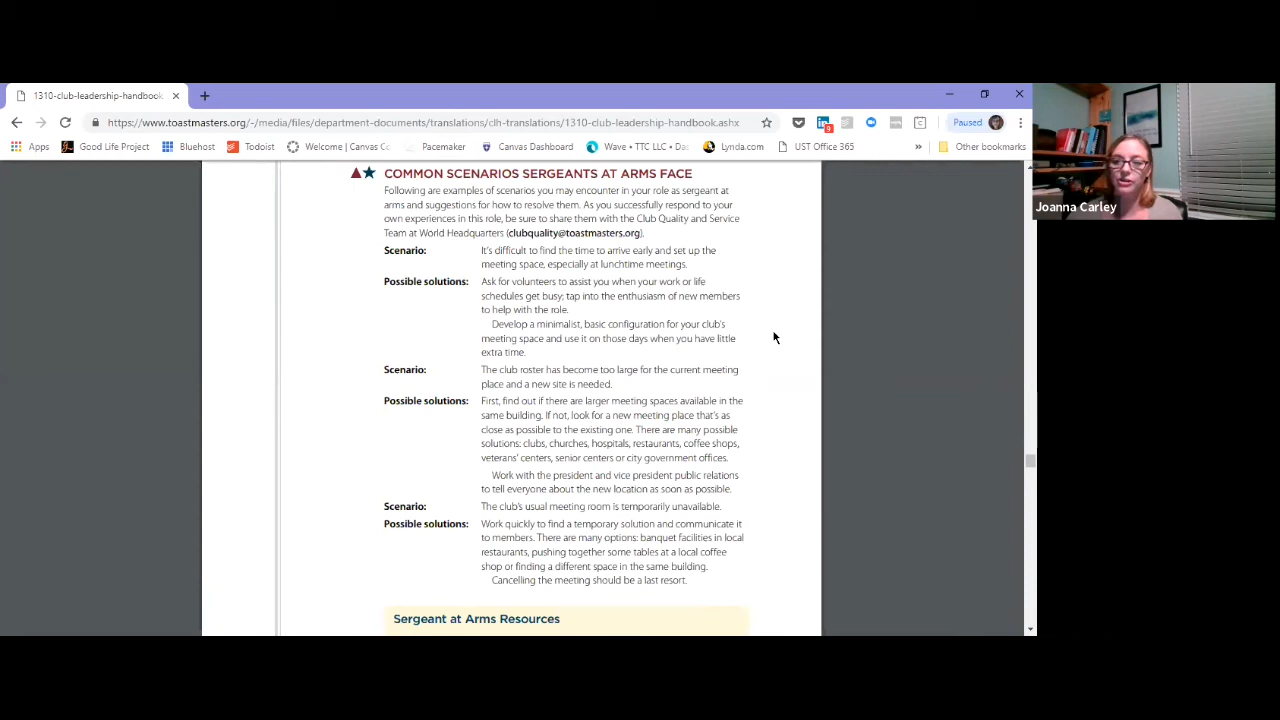 1310-club-leadership-handbook
https://www.toastmasters.org/-/media/files/department-documents/translations/clh-translations/1310-club-leadership-handbook.ashx
9
Paused
Apps
Good Life Project
Bluehost
Todoist
Welcome | Canvas Co
Pacemaker
Canvas Dashboard
Wave • TTC LLC • Da
Lynda.com
UST Office 365
»
Other bookmarks
Joanna Carley
COMMON SCENARIOS SERGEANTS AT ARMS FACE
Following are examples of scenarios you may encounter in your role as sergeant at
arms and suggestions for how to resolve them. As you successfully respond to your
own experiences in this role, be sure to share them with the Club Quality and Service
Team at World Headquarters (clubquality@toastmasters.org).
Scenario: It's difficult to find the time to arrive early and set up the
meeting space, especially at lunchtime meetings.
Possible solutions: Ask for volunteers to assist you when your work or life
schedules get busy; tap into the enthusiasm of new members
to help with the role.
Develop a minimalist, basic configuration for your club's
meeting space and use it on those days when you have little
extra time.
Scenario: The club roster has become too large for the current meeting
place and a new site is needed.
Possible solutions: First, find out if there are larger meeting spaces available in the
same building. If not, look for a new meeting place that's as
close as possible to the existing one. There are many possible
solutions: clubs, churches, hospitals, restaurants, coffee shops,
veterans' centers, senior centers or city government offices.
Work with the president and vice president public relations
to tell everyone about the new location as soon as possible.
Scenario: The club's usual meeting room is temporarily unavailable.
Possible solutions: Work quickly to find a temporary solution and communicate it
to members. There are many options: banquet facilities in local
restaurants, pushing together some tables at a local coffee
shop or finding a different space in the same building.
Cancelling the meeting should be a last resort.
Sergeant at Arms Resources